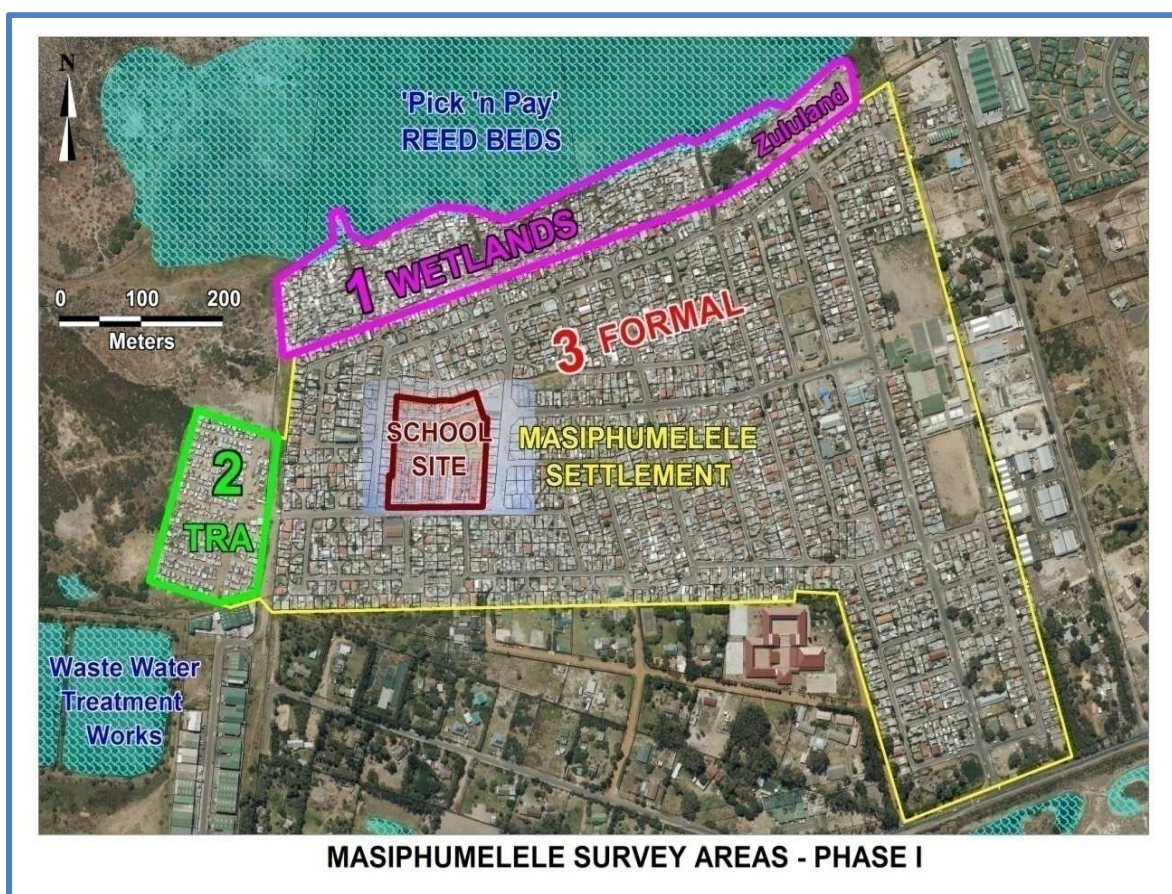 N
'Pick 'n Pay'
REED BEDS
Zululand
1 WETLANDS
0 100 200
Meters
3 FORMAL
SCHOOL
SITE
MASIPHUMELELE
SETTLEMENT
2
TRA
Waste Water
Treatment
Works
MASIPHUMELELE SURVEY AREAS - PHASE I